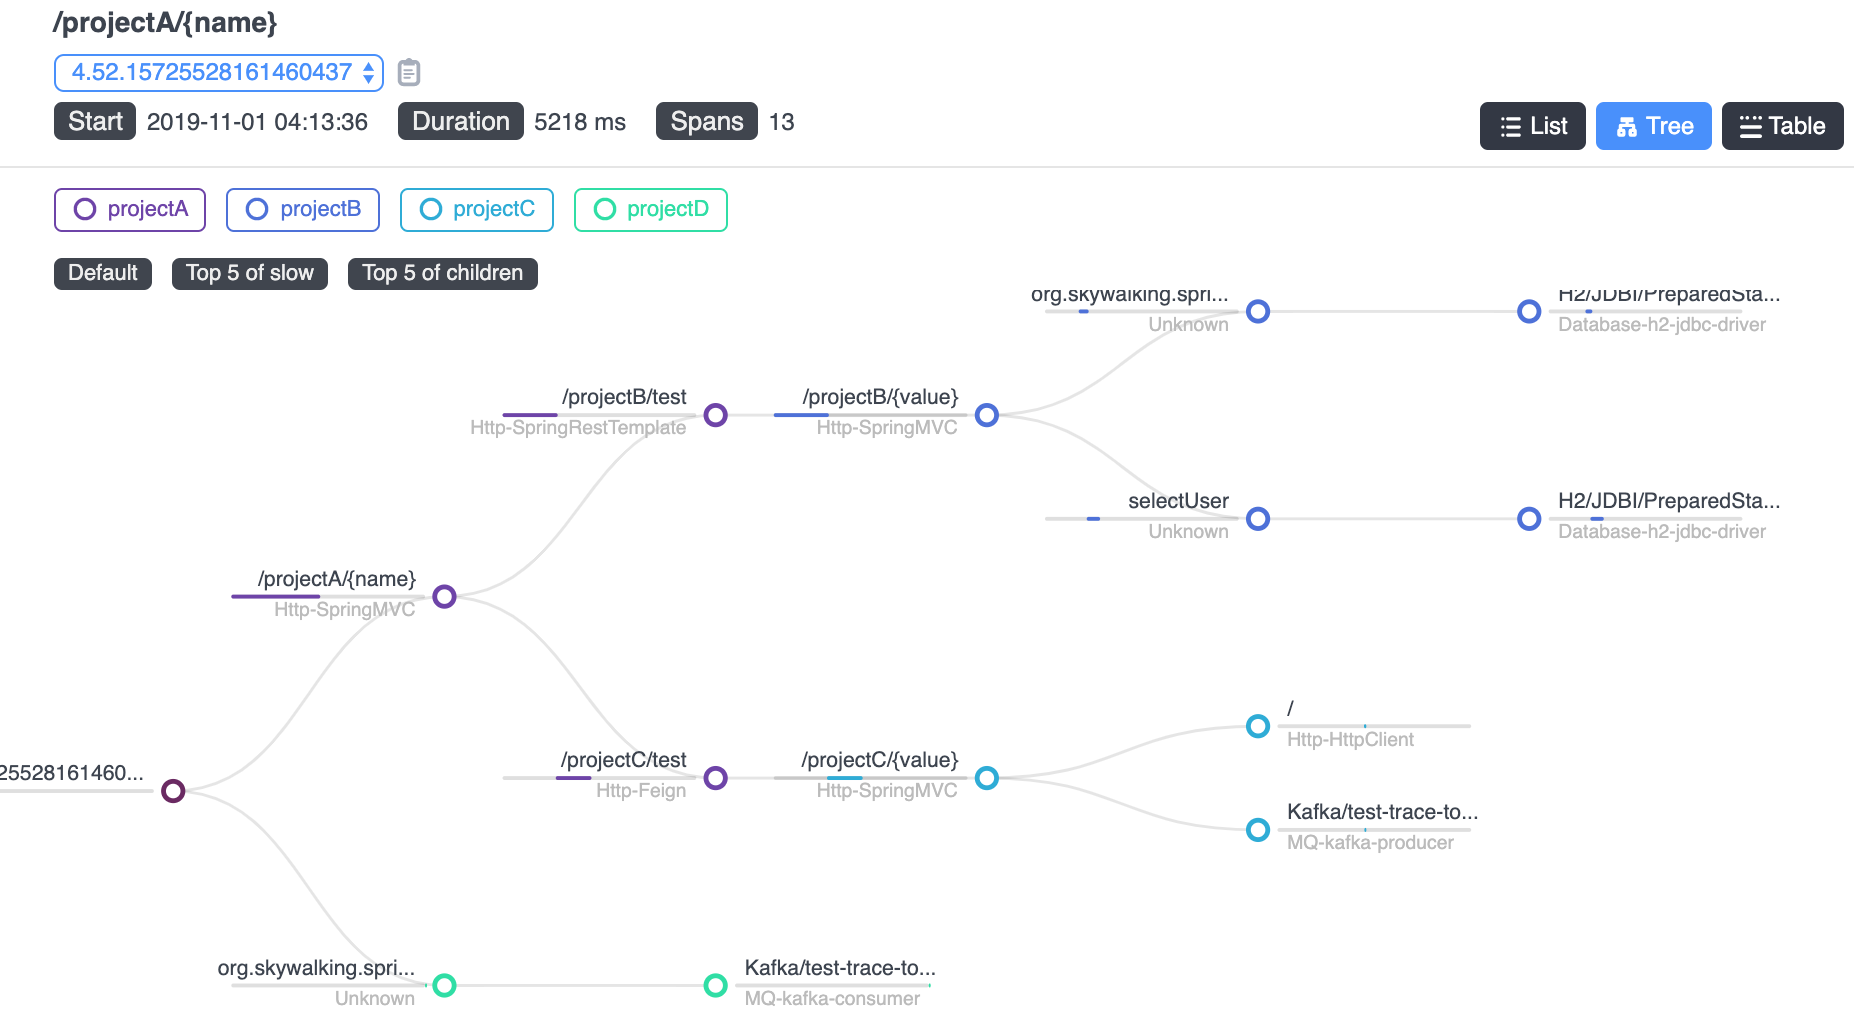 /projectA/{name}
4.52.15725528161460437
Start 2019-11-01 04:13:36 Duration 5218 ms Spans 13
List Tree Table
projectA projectB projectC projectD
Default Top 5 of slow Top 5 of children
org.skywalking.spri...
Unknown
H2/JDBI/PreparedSta...
Database-h2-jdbc-driver
/projectB/test
Http-SpringRestTemplate
/projectB/{value}
Http-SpringMVC
selectUser
Unknown
H2/JDBI/PreparedSta...
Database-h2-jdbc-driver
/projectA/{name}
Http-SpringMVC
/
Http-HttpClient
/projectC/test
Http-Feign
/projectC/{value}
Http-SpringMVC
25528161460...
Kafka/test-trace-to...
MQ-kafka-producer
org.skywalking.spri...
Unknown
Kafka/test-trace-to...
MQ-kafka-consumer